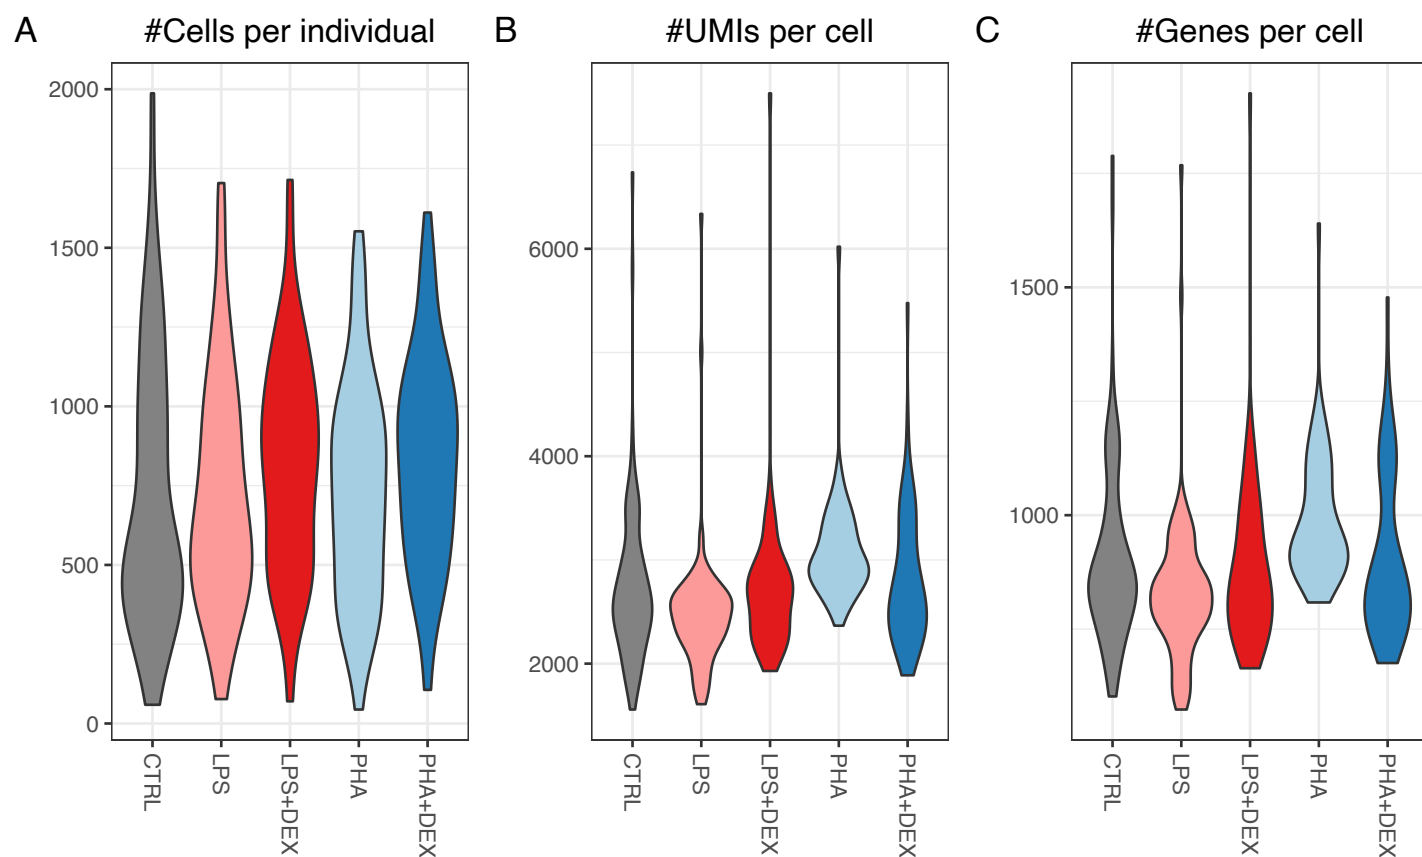 A #Cells per individual
2000
1500
1000
500
0
CTRL
LPS
LPS+DEX
PHA
PHA+DEX
B #UMIs per cell
6000
4000
2000
CTRL
LPS
LPS+DEX
PHA
PHA+DEX
C #Genes per cell
1500
1000
CTRL
LPS
LPS+DEX
PHA
PHA+DEX